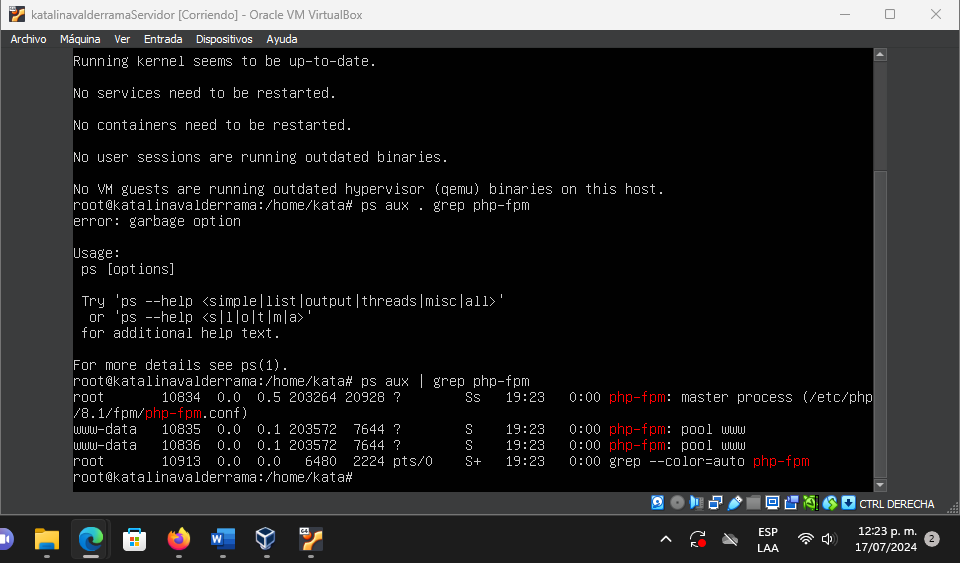 katalinavalderramaServidor [Corriendo] - Oracle VM VirtualBox
Archivo Máquina Ver Entrada Dispositivos Ayuda
Running kernel seems to be up-to-date.
No services need to be restarted.
No containers need to be restarted.
No user sessions are running outdated binaries.
No VM guests are running outdated hypervisor (qemu) binaries on this host.
root@katalinavalderrama:/home/kata# ps aux . grep php-fpm
error: garbage option
Usage:
ps [options]
Try 'ps --help <simple|list|output|threads|misc|all>'
or 'ps --help <s|l|o|t|m|a>'
for additional help text.
For more details see ps(1).
root@katalinavalderrama:/home/kata# ps aux | grep php-fpm
root 10834 0.0 0.5 203264 20928 ? Ss 19:23 0:00 php-fpm: master process (/etc/php
/8.1/fpm/php-fpm.conf)
www-data 10835 0.0 0.1 203572 7644 ? S 19:23 0:00 php-fpm: pool www
www-data 10836 0.0 0.1 203572 7644 ? S 19:23 0:00 php-fpm: pool www
root 10913 0.0 0.0 6480 2224 pts/0 S+ 19:23 0:00 grep --color=auto php-fpm
root@katalinavalderrama:/home/kata#
CTRL DERECHA
64
ESP
LAA
12:23 p. m.
17/07/2024
2